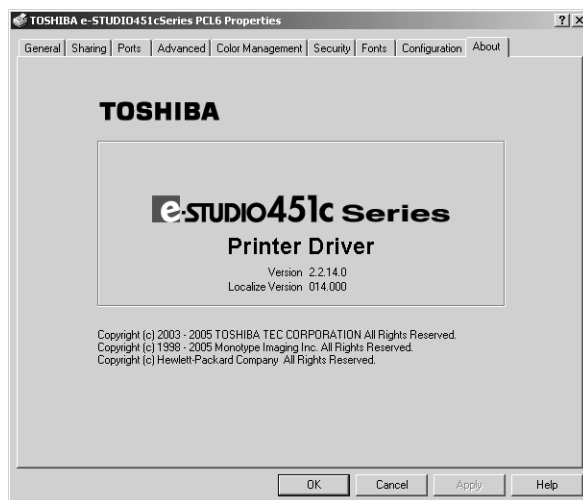 TOSHIBA e-STUDIO451cSeries PCL6 Properties
General Sharing Ports Advanced Color Management Security Fonts Configuration About
TOSHIBA
e-STUDIO451c Series
Printer Driver
Version 2.2.14.0
Localize Version 014.000
Copyright (c) 2003 - 2005 TOSHIBA TEC CORPORATION All Rights Reserved.
Copyright (c) 1998 - 2005 Monotype Imaging Inc. All Rights Reserved.
Copyright (c) Hewlett-Packard Company All Rights Reserved.
OK Cancel Apply Help